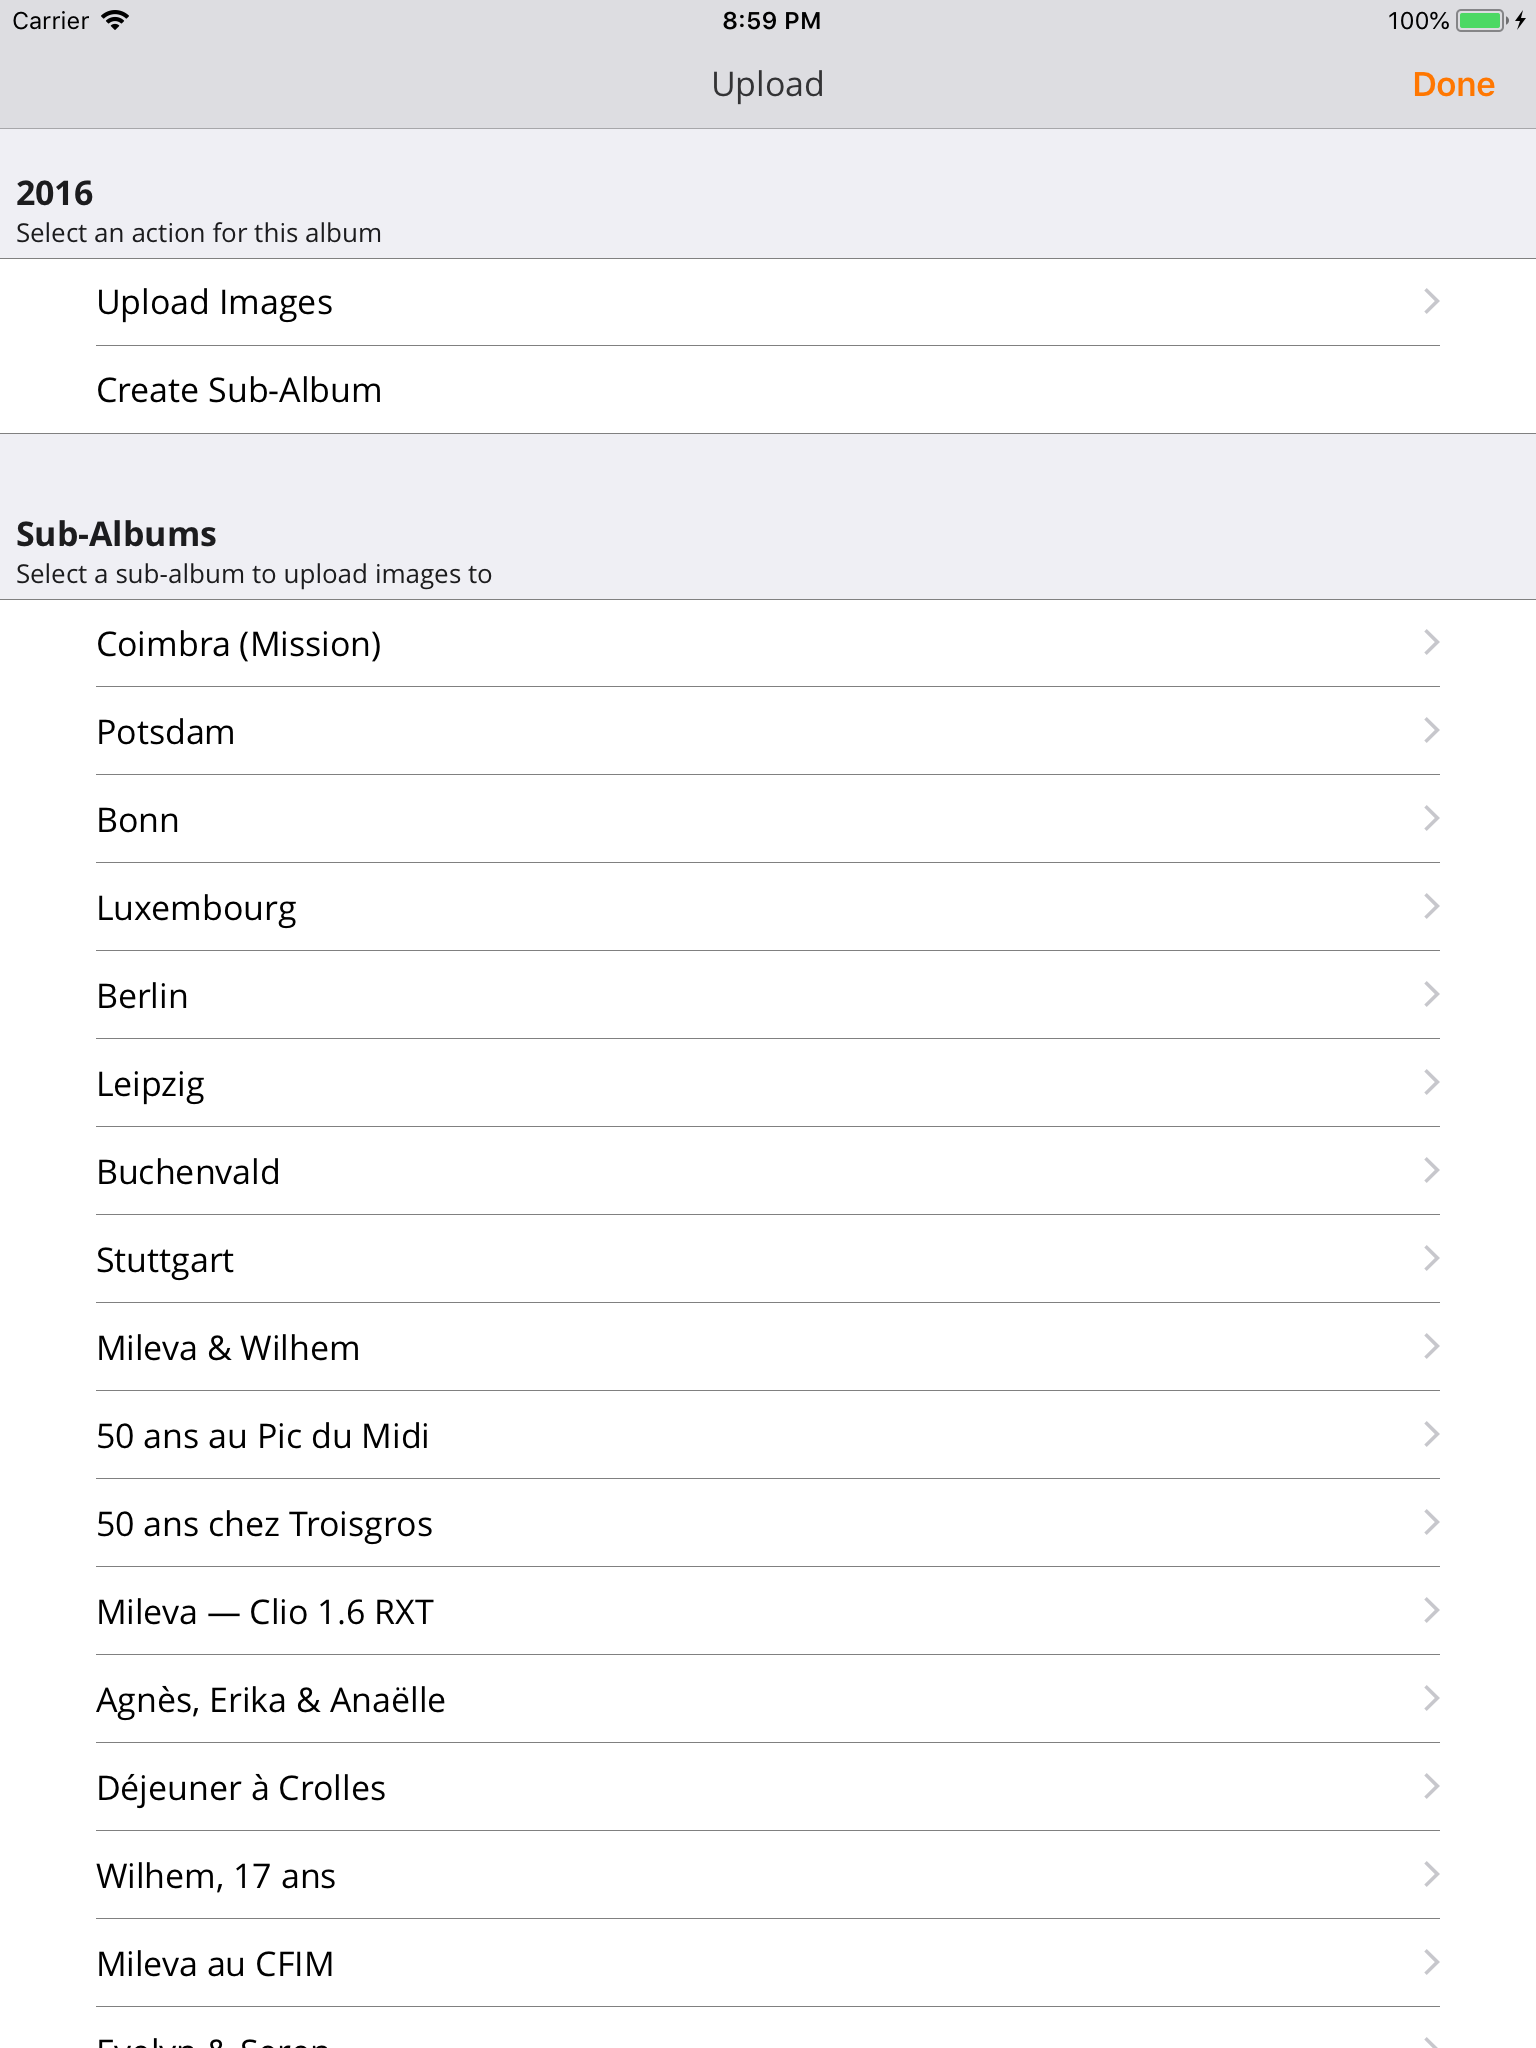 Carrier 8:59 PM 100%
Upload Done
2016
Select an action for this album
Upload Images
Create Sub-Album
Sub-Albums
Select a sub-album to upload images to
Coimbra (Mission)
Potsdam
Bonn
Luxembourg
Berlin
Leipzig
Buchenvald
Stuttgart
Mileva & Wilhem
50 ans au Pic du Midi
50 ans chez Troisgros
Mileva — Clio 1.6 RXT
Agnès, Erika & Anaëlle
Déjeuner à Crolles
Wilhem, 17 ans
Mileva au CFIM